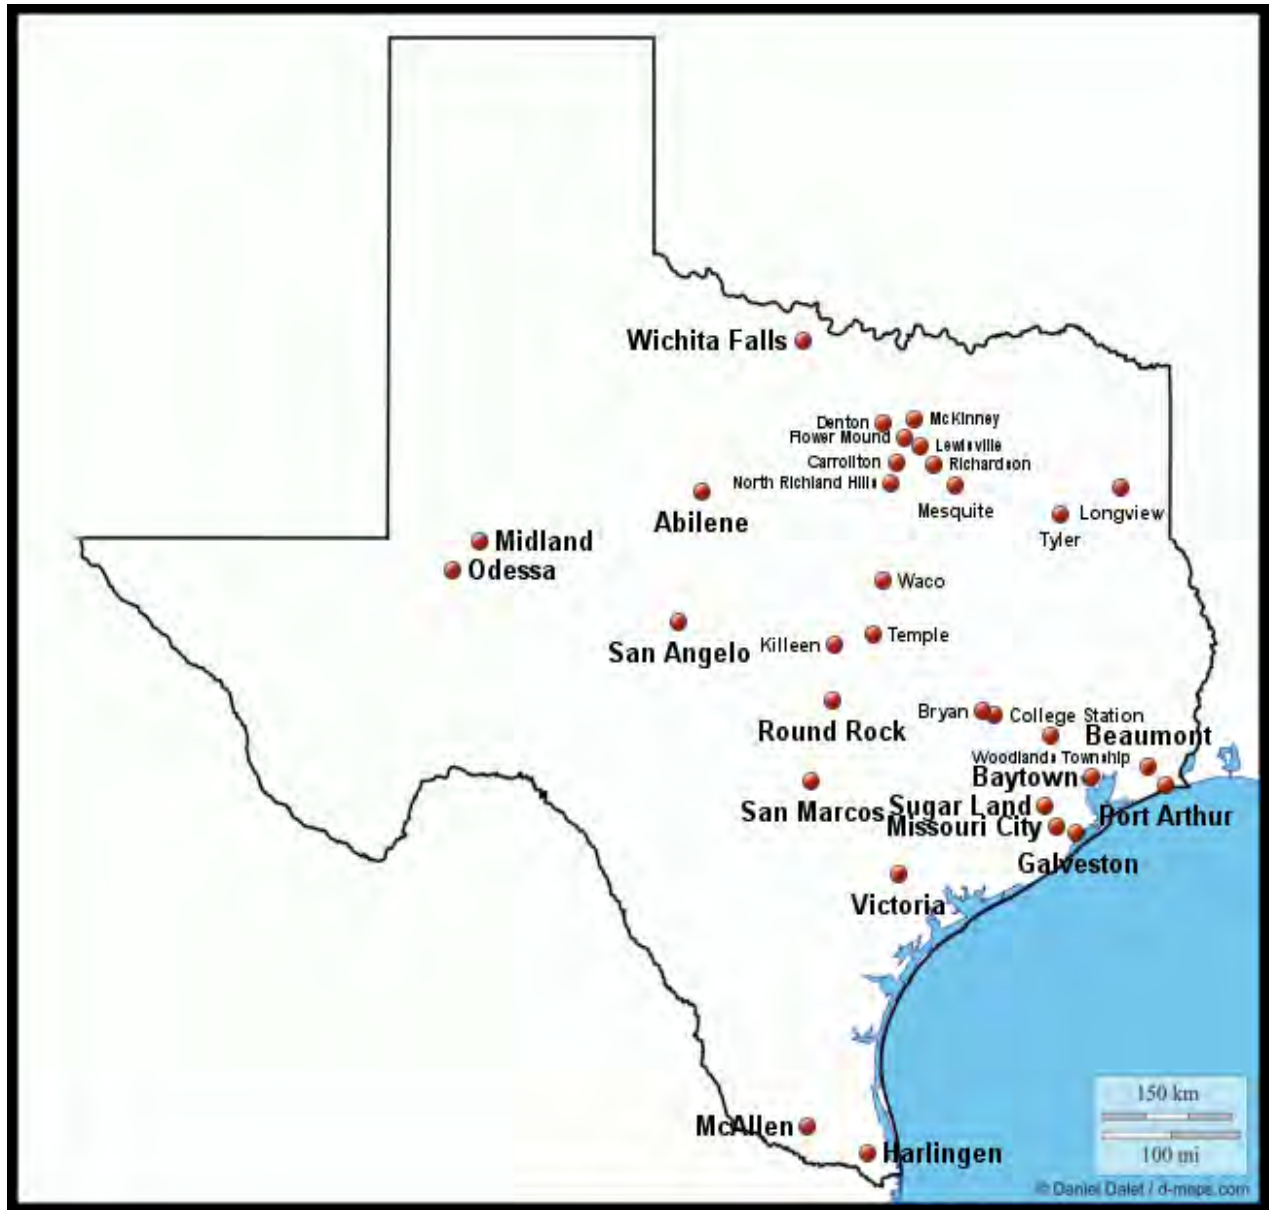 Wichita Falls
Denton
McKinney
Flower Mound
Lewisville
Carrollton
Richardson
North Richland Hills
Mesquite
Abilene
Longview
Tyler
Midland
Odessa
Waco
San Angelo
Killeen
Temple
Round Rock
Bryan
College Station
Beaumont
Woodlands Township
Baytown
San Marcos
Sugar Land
Port Arthur
Missouri City
Galveston
Victoria
McAllen
Harlingen
150 km
100 mi
© Daniel Dalet / d-maps.com